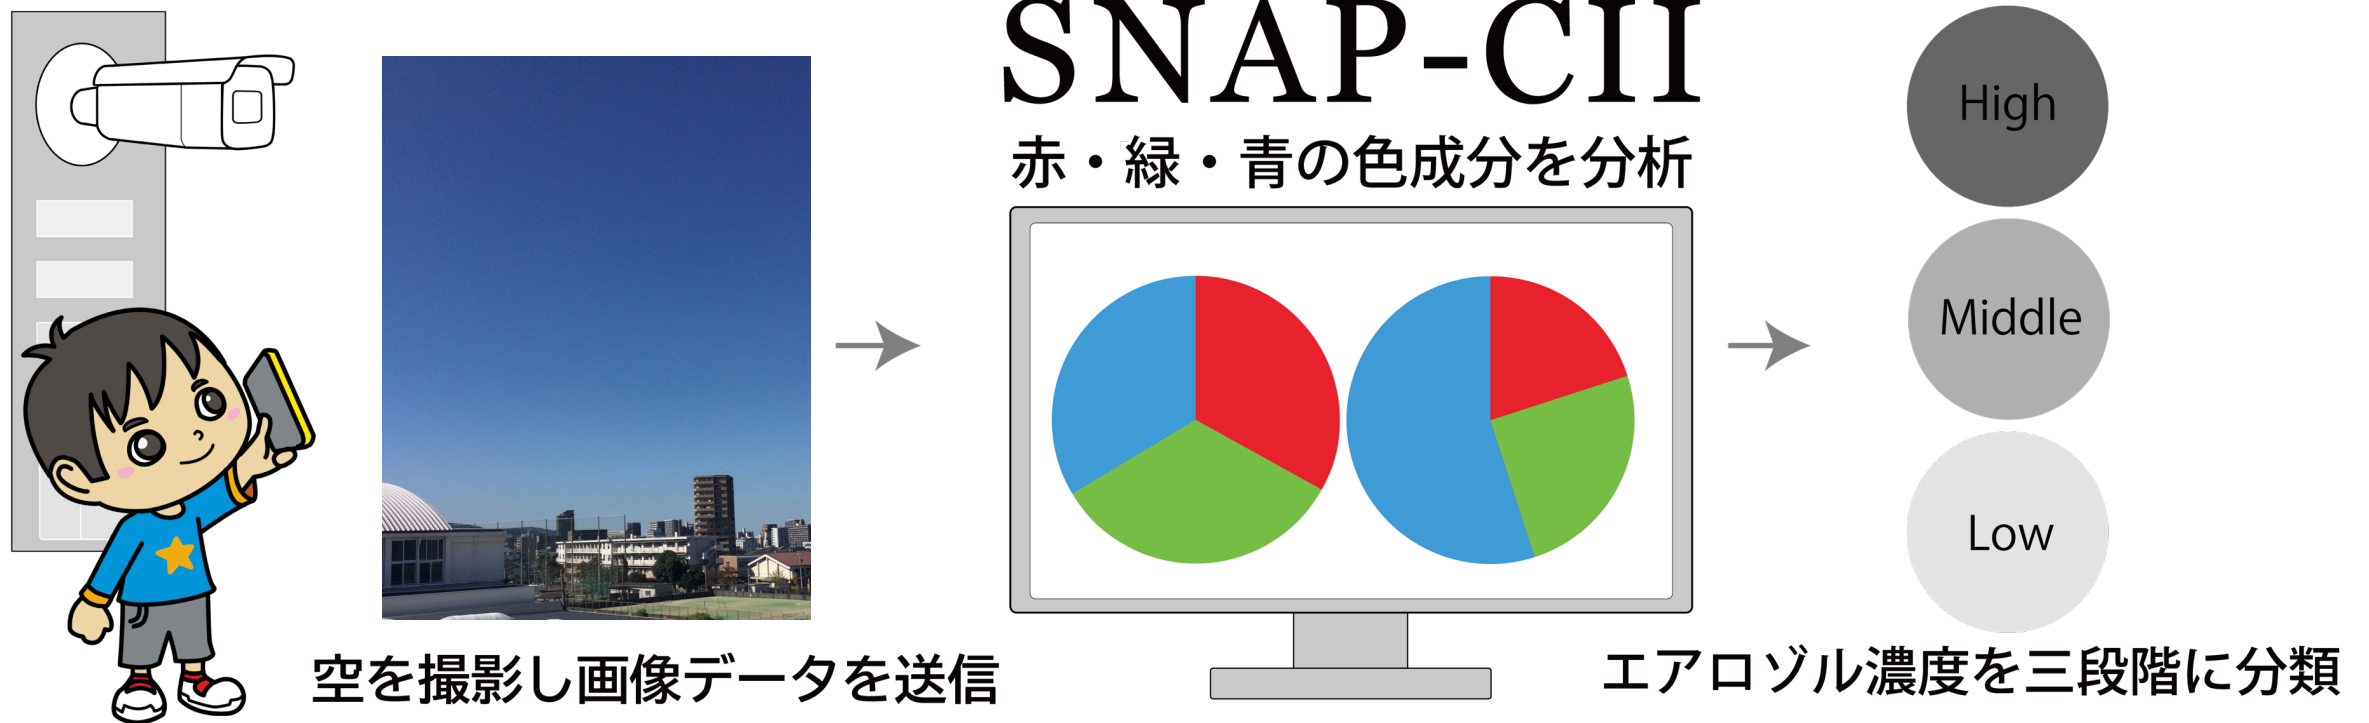 SNAP-CII
赤・緑・青の色成分を分析
High
Middle
Low
空を撮影し画像データを送信
エアロゾル濃度を三段階に分類